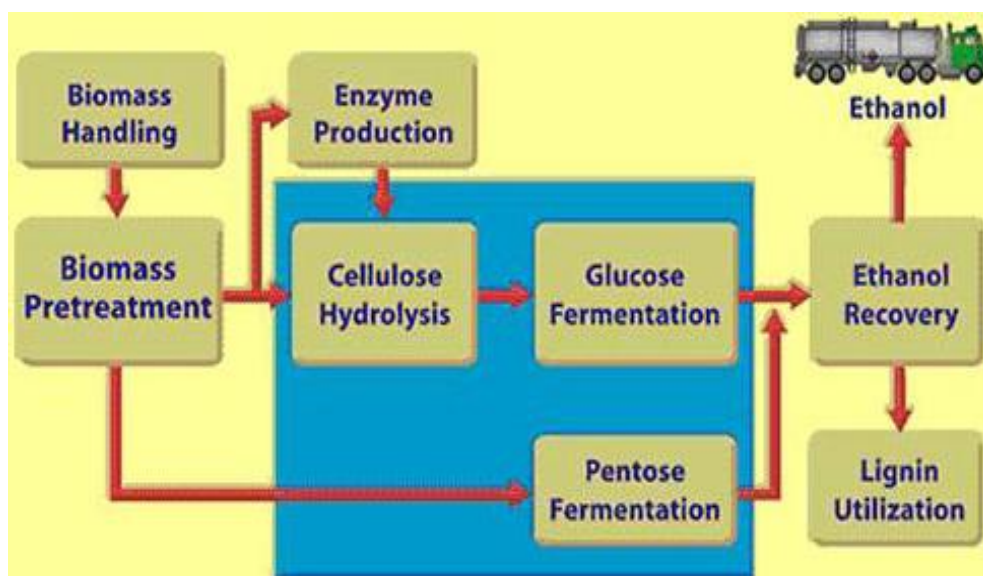 Biomass
Handling
Enzyme
Production
Ethanol
Biomass
Pretreatment
Cellulose
Hydrolysis
Glucose
Fermentation
Ethanol
Recovery
Pentose
Fermentation
Lignin
Utilization